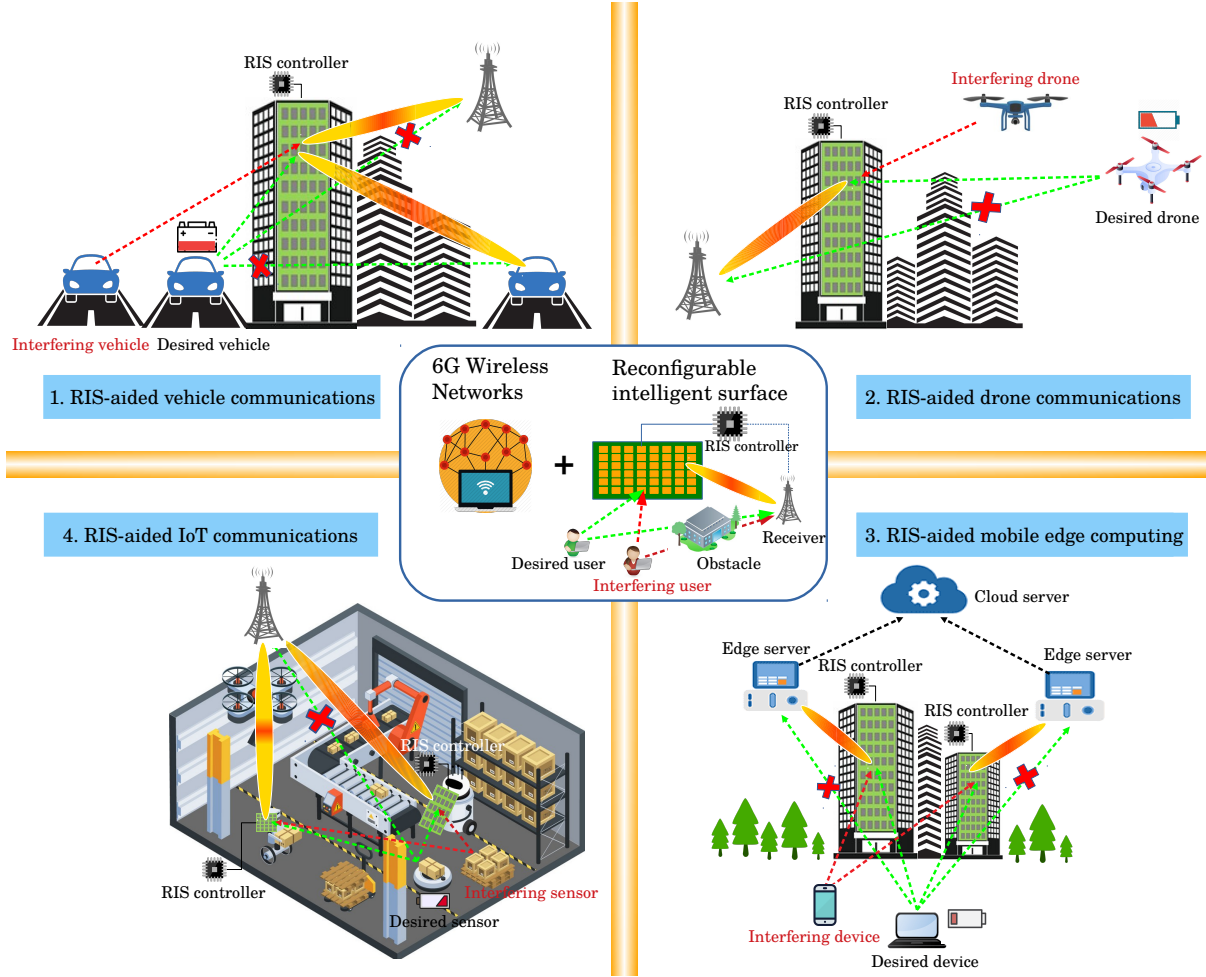 RIS controller
Interfering vehicle
Desired vehicle
1. RIS-aided vehicle communications
Interfering drone
RIS controller
Desired drone
2. RIS-aided drone communications
6G Wireless
Networks
Reconfigurable
intelligent surface
RIS controller
Desired user
Interfering user
Obstacle
Receiver
4. RIS-aided IoT communications
RIS controller
RIS controller
Interfering sensor
Desired sensor
3. RIS-aided mobile edge computing
Cloud server
Edge server
Edge server
RIS controller
RIS controller
Interfering device
Desired device